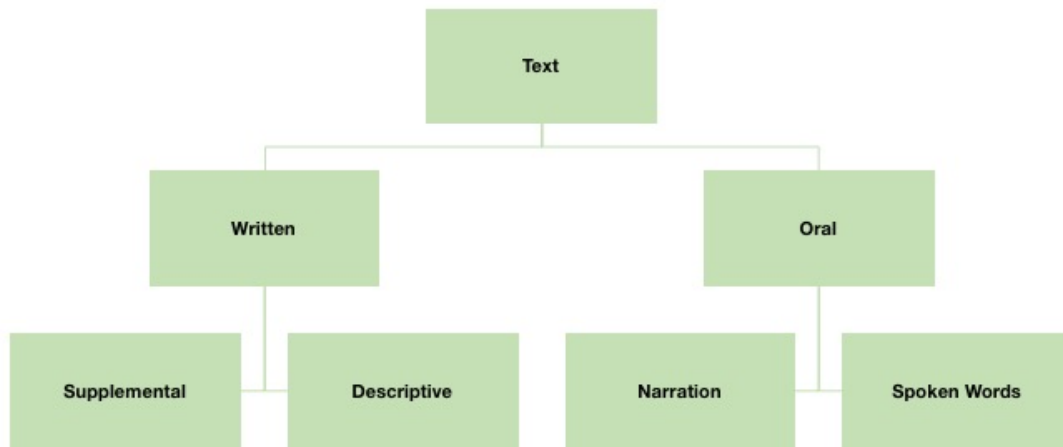 Text
Written
Oral
Supplemental
Descriptive
Narration
Spoken Words